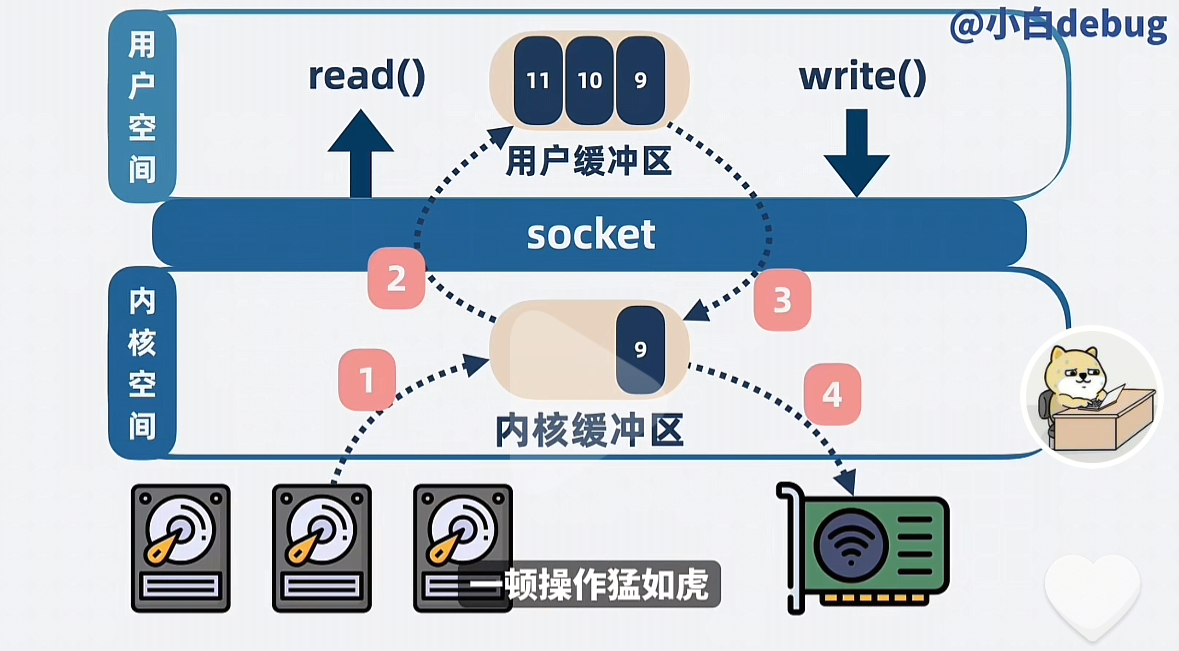 @小白debug
用户空间
read()
11 10 9
write()
用户缓冲区
socket
2
3
内核空间
9
1
4
内核缓冲区
一顿操作猛如虎